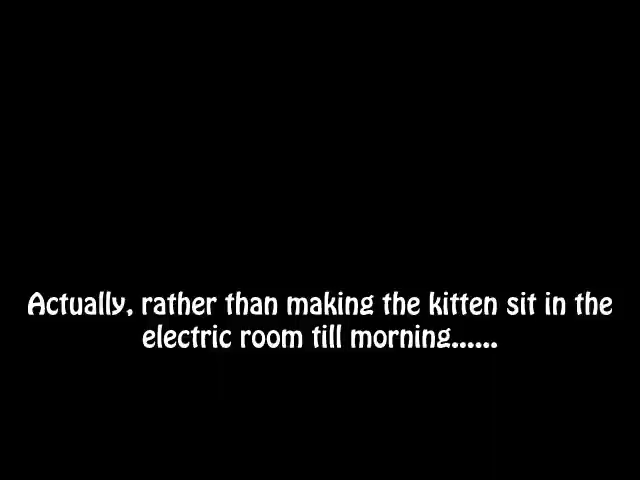 Actually, rather than making the kitten sit in the
electric room till morning......